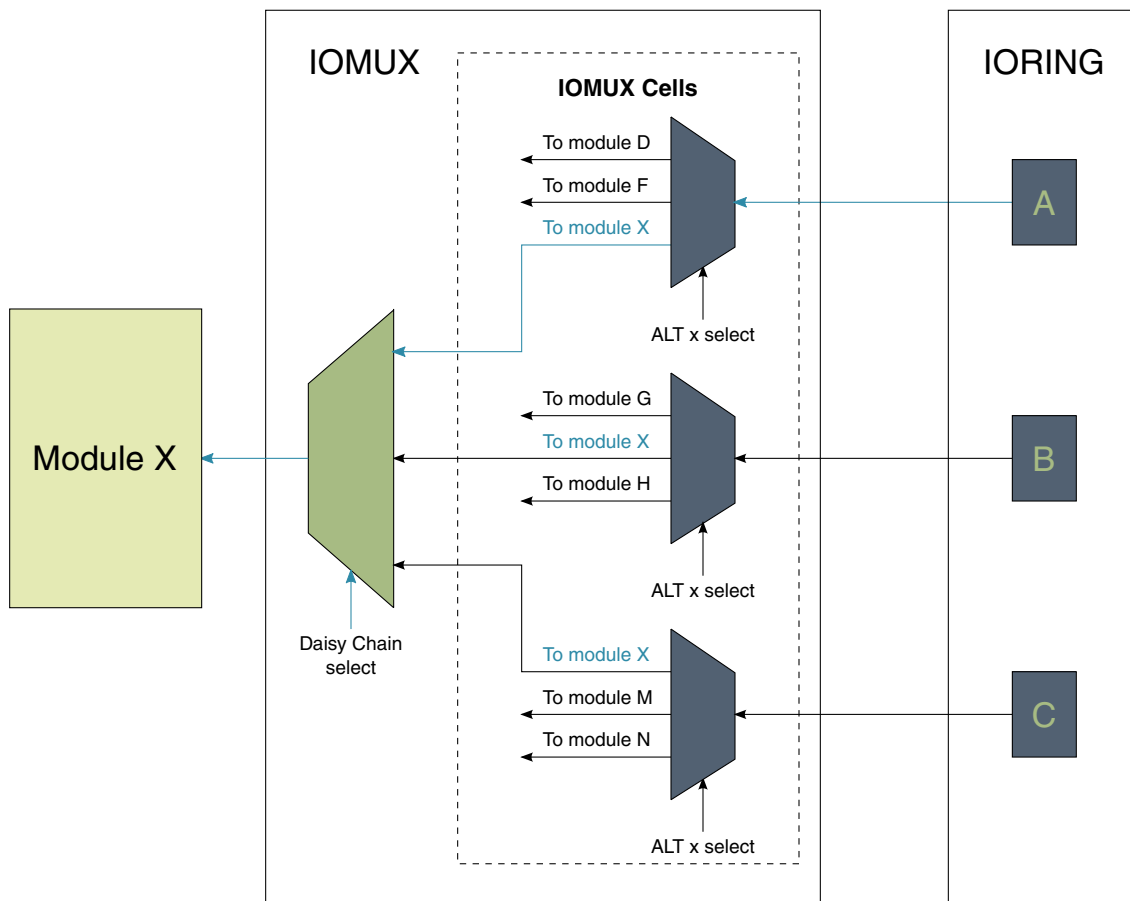 IOMUX
IORING
IOMUX Cells
To module D
To module F
To module X
A
ALT x select
To module G
To module X
To module H
B
ALT x select
Module X
Daisy Chain
select
To module X
To module M
To module N
C
ALT x select